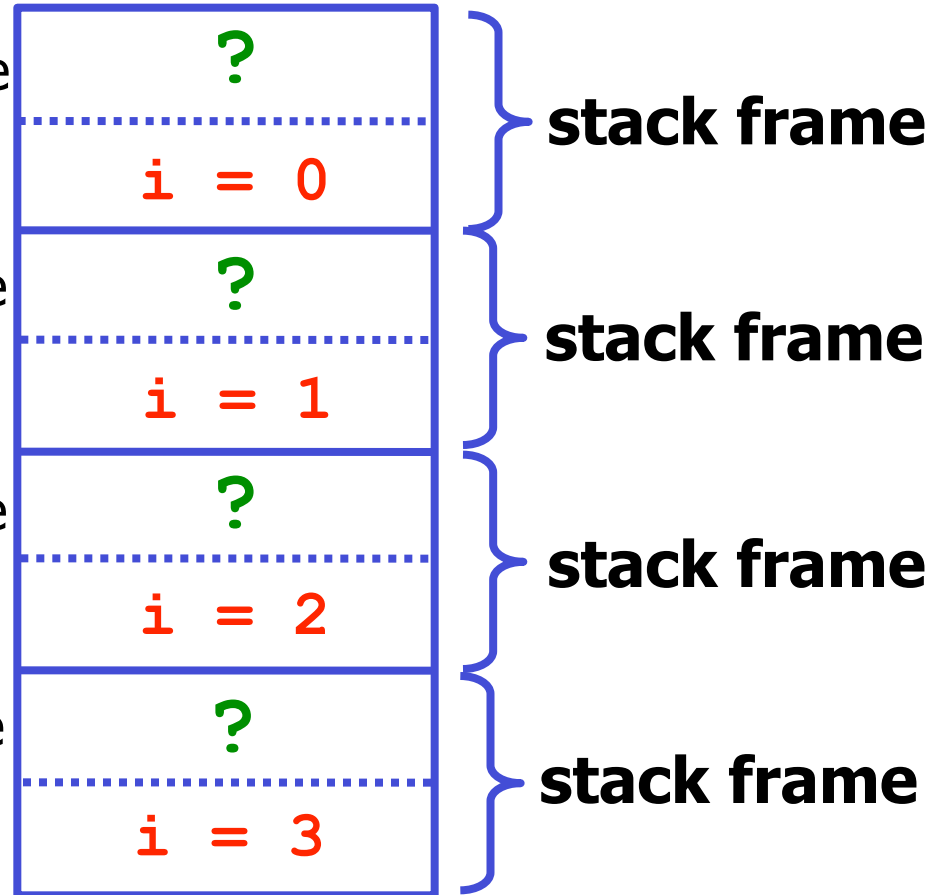 ?
stack frame
i = 0
?
stack frame
i = 1
?
stack frame
i = 2
?
stack frame
i = 3